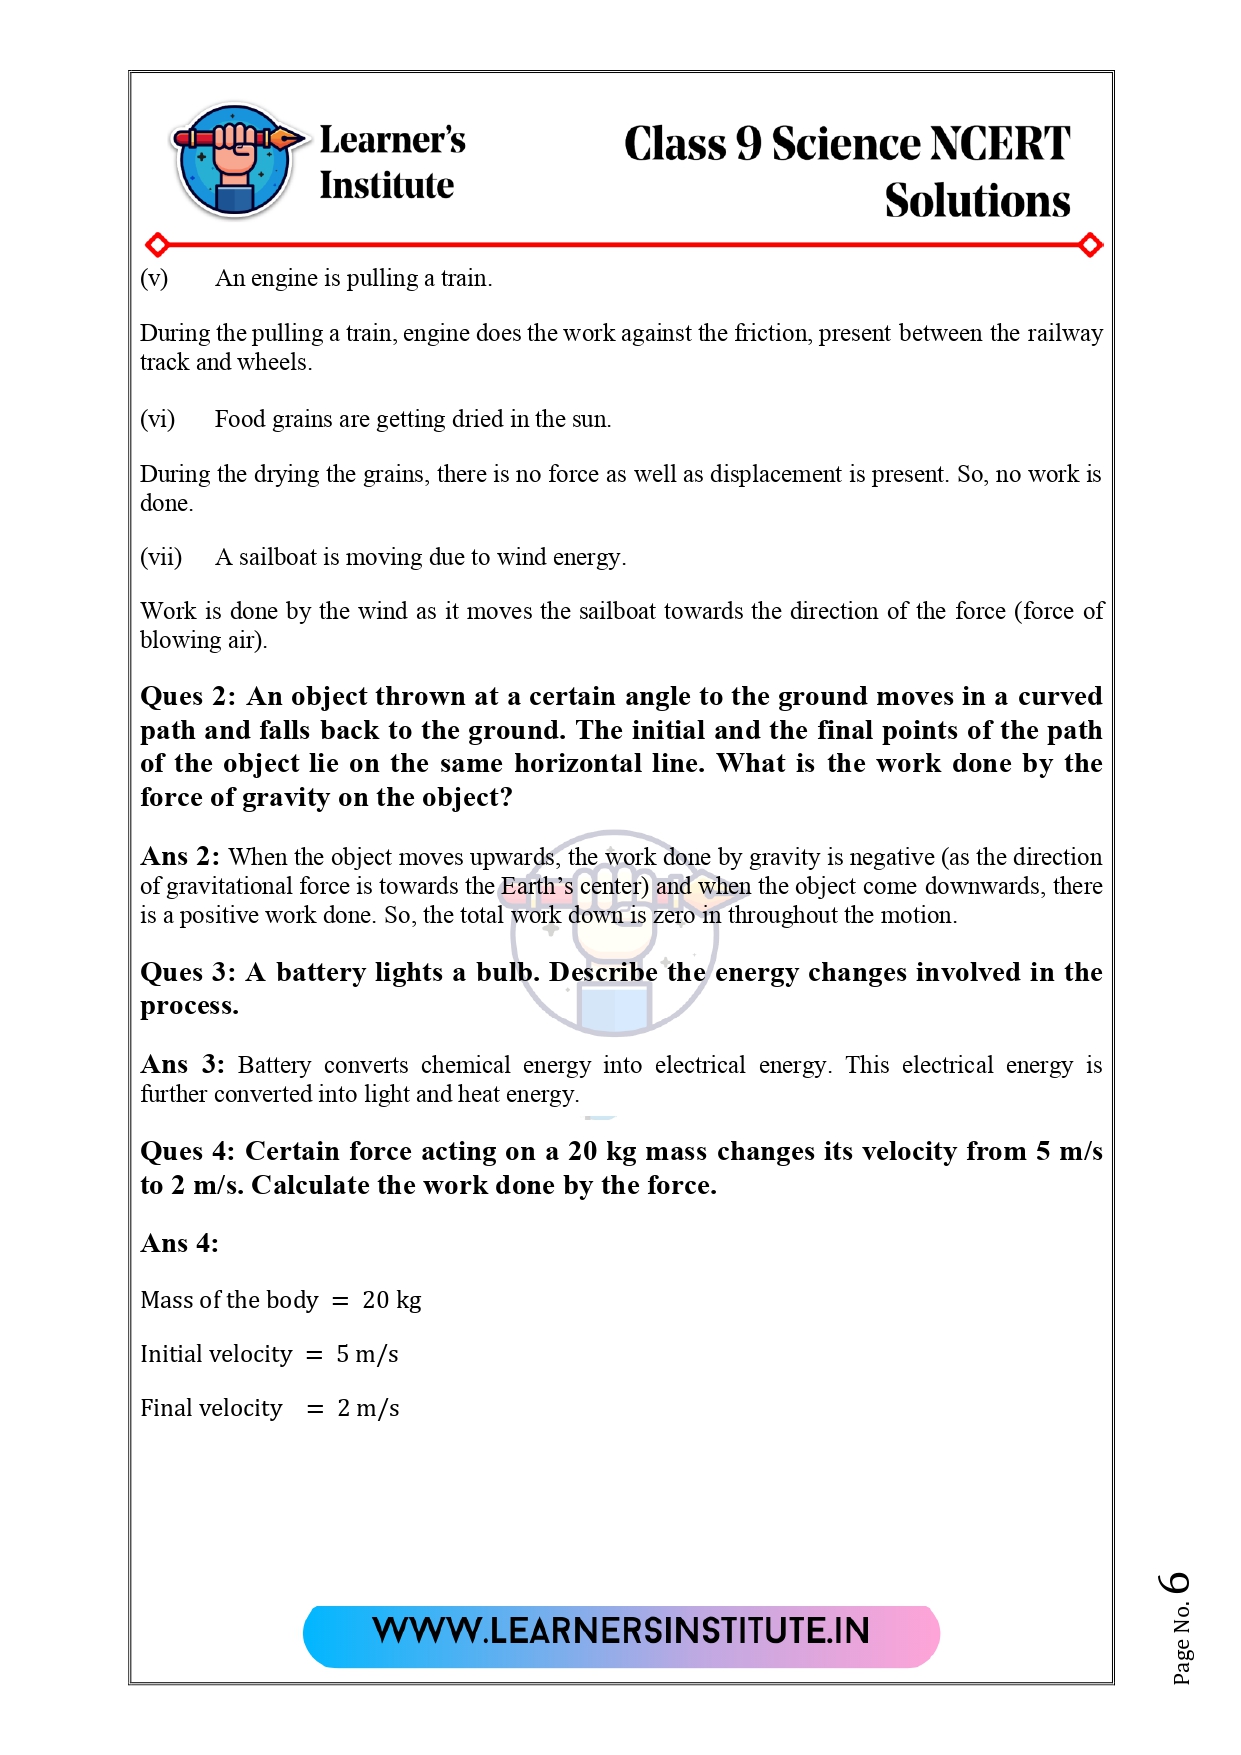 Learner's
Institute
Class 9 Science NCERT
Solutions
(v) An engine is pulling a train.
During the pulling a train, engine does the work against the friction, present between the railway
track and wheels.
(vi) Food grains are getting dried in the sun.
During the drying the grains, there is no force as well as displacement is present. So, no work is
done.
(vii) A sailboat is moving due to wind energy.
Work is done by the wind as it moves the sailboat towards the direction of the force (force of
blowing air).
Ques 2: An object thrown at a certain angle to the ground moves in a curved
path and falls back to the ground. The initial and the final points of the path
of the object lie on the same horizontal line. What is the work done by the
force of gravity on the object?
Ans 2: When the object moves upwards, the work done by gravity is negative (as the direction
of gravitational force is towards the Earth's center) and when the object come downwards, there
is a positive work done. So, the total work down is zero in throughout the motion.
Ques 3: A battery lights a bulb. Describe the energy changes involved in the
process.
Ans 3: Battery converts chemical energy into electrical energy. This electrical energy is
further converted into light and heat energy.
Ques 4: Certain force acting on a 20 kg mass changes its velocity from 5 m/s
to 2 m/s. Calculate the work done by the force.
Ans 4:
Mass of the body = 20 kg
Initial velocity = 5 m/s
Final velocity = 2 m/s
WWW.LEARNERSINSTITUTE.IN
Page No. 6